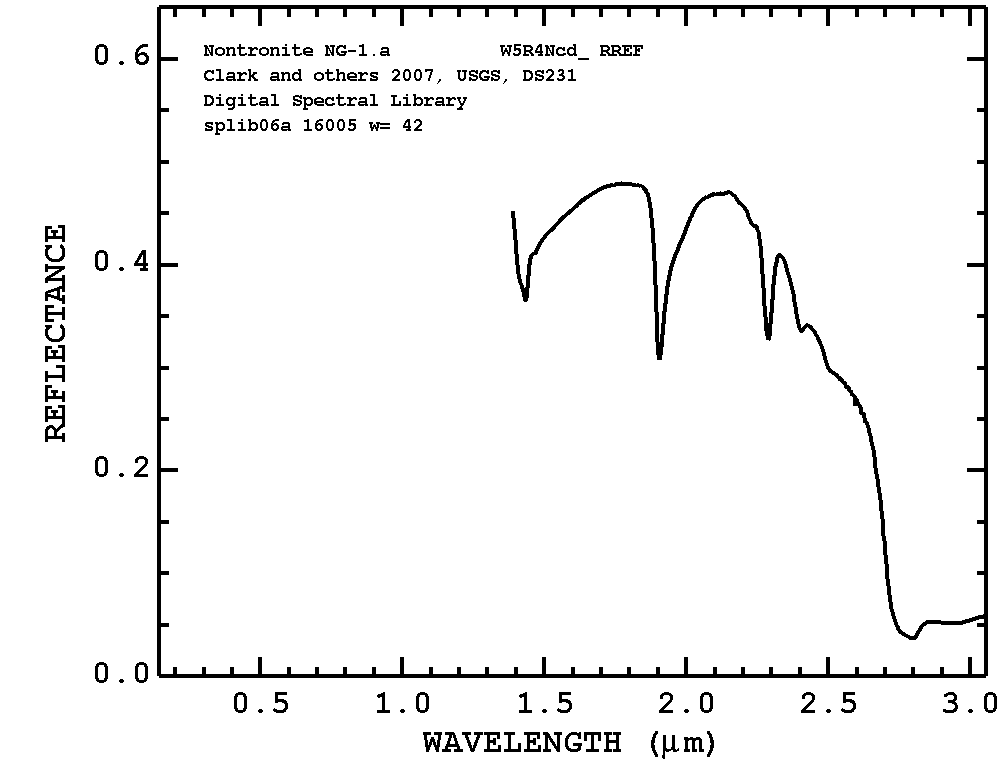 Nontronite NG-1.a W5R4Ncd_ RREF
Clark and others 2007, USGS, DS231
Digital Spectral Library
splib06a 16005 w= 42
0.6
0.4
0.2
0.0
REFLECTANCE
0.5 1.0 1.5 2.0 2.5 3.0
WAVELENGTH (μm)